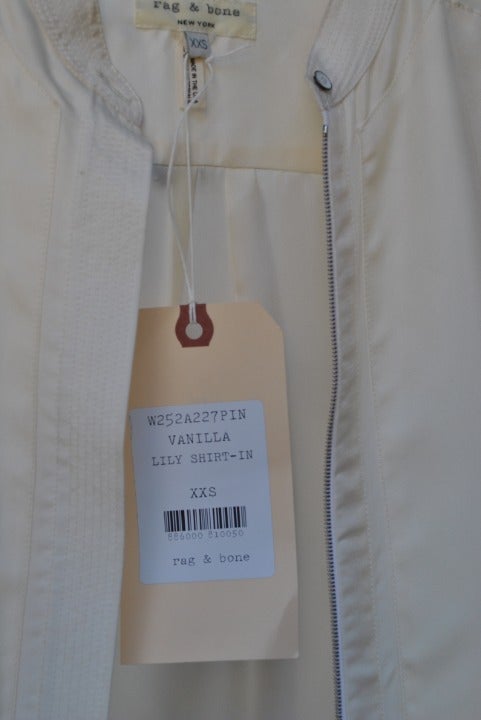 rag & bone
NEW YORK
XXS
W252A227PIN
VANILLA
LILY SHIRT-IN
XXS
886000 810050
rag & bone